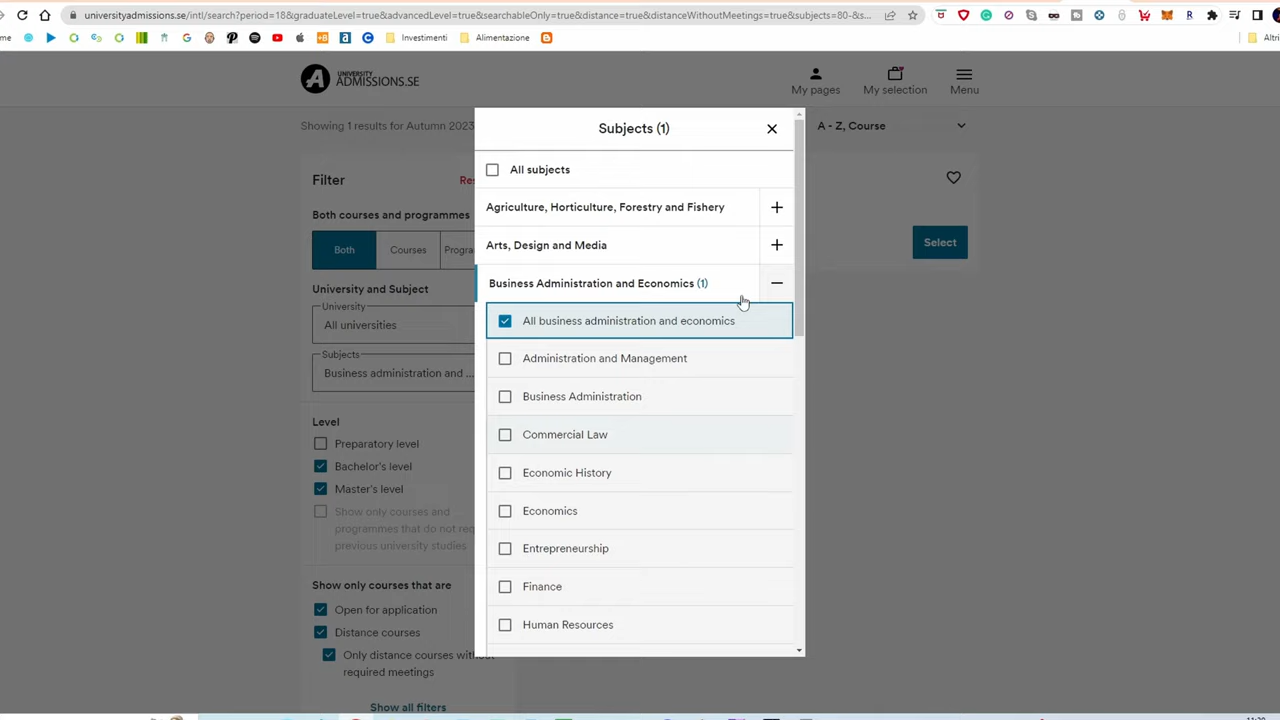 universityadmissions.se/intl/search?period=18&graduateLevel=true&advancedLevel=true&searchableOnly=true&distance=true&distanceWithoutMeetings=true&subjects=80-&s...
me
Investimenti
Alimentazione
Altri
UNIVERSITY
ADMISSIONS.SE
My pages
My selection
Menu
Showing 1 results for Autumn 2023
A - Z, Course
Filter
Res
Both courses and programmes
Both
Courses
Progra
University and Subject
University
All universities
Subjects
Business administration and ...
Level
Preparatory level
Bachelor's level
Master's level
Show only courses and
programmes that do not req
previous university studies
Show only courses that are
Open for application
Distance courses
Only distance courses witho
required meetings
Show all filters
Subjects (1)
All subjects
Agriculture, Horticulture, Forestry and Fishery
Arts, Design and Media
Business Administration and Economics (1)
All business administration and economics
Administration and Management
Business Administration
Commercial Law
Economic History
Economics
Entrepreneurship
Finance
Human Resources
Select